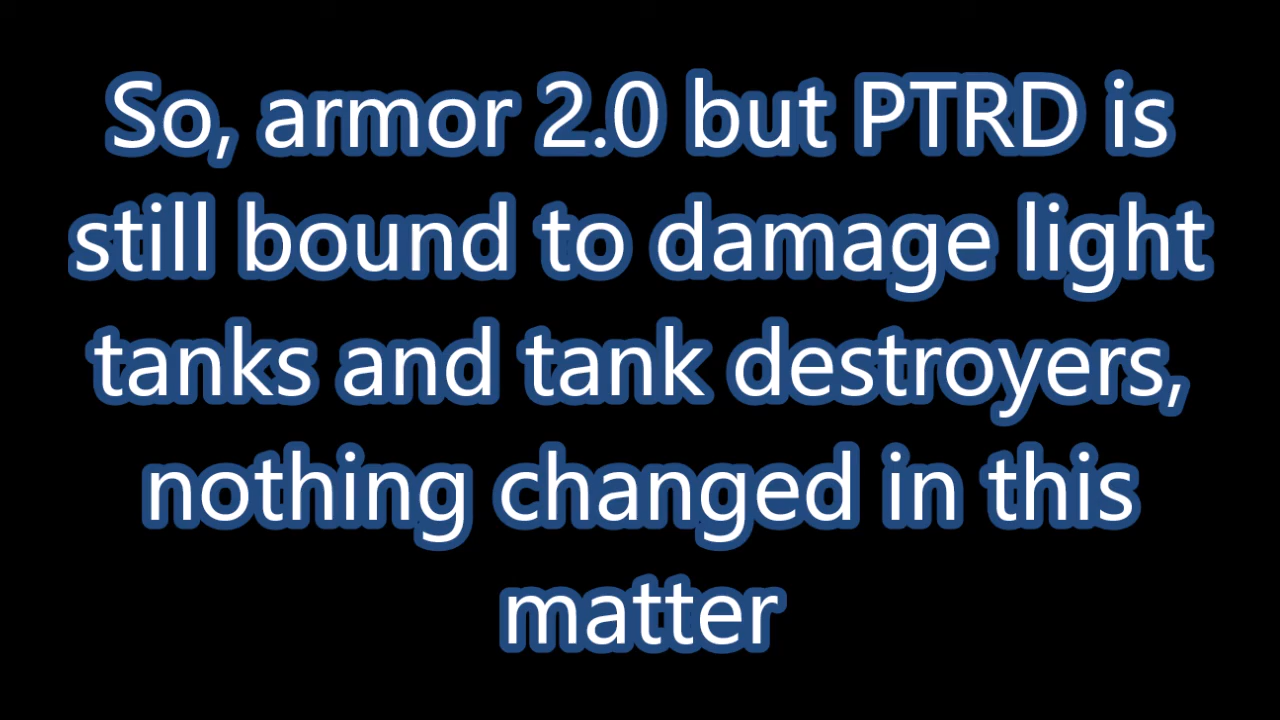 So, armor 2.0 but PTRD is
still bound to damage light
tanks and tank destroyers,
nothing changed in this
matter